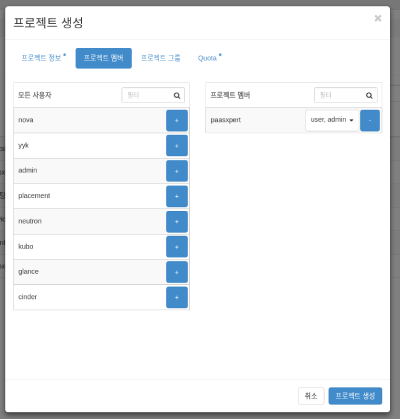 프로젝트 생성
×
프로젝트 정보 * 프로젝트 멤버 프로젝트 그룹 Quota *
모든 사용자 필터
nova +
yyk +
admin +
placement +
neutron +
kubo +
glance +
cinder +
프로젝트 멤버 필터
paasxpert user, admin -
취소 프로젝트 생성